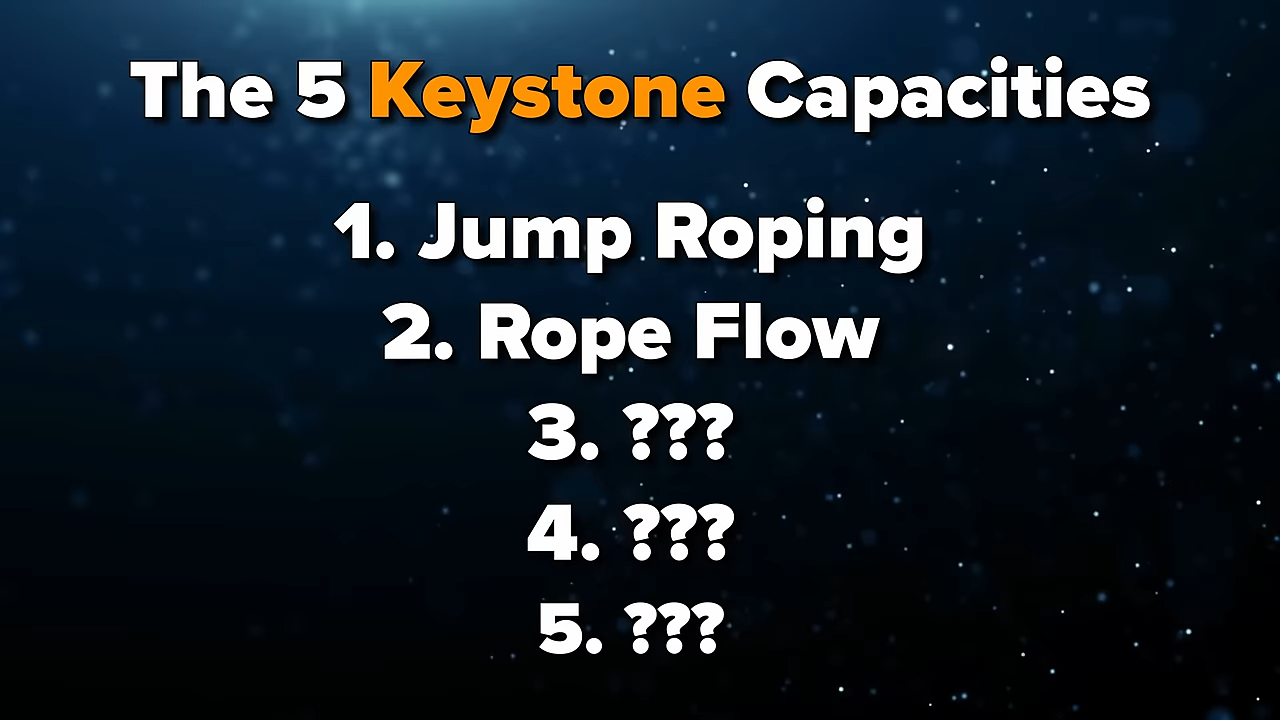 The 5 Keystone Capacities
1. Jump Roping
2. Rope Flow
3. ???
4. ???
5. ???